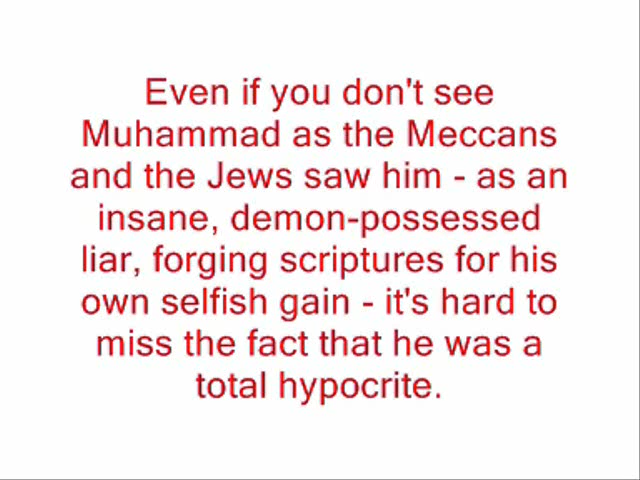 Even if you don't see
Muhammad as the Meccans
and the Jews saw him - as an
insane, demon-possessed
liar, forging scriptures for his
own selfish gain - it's hard to
miss the fact that he was a
total hypocrite.